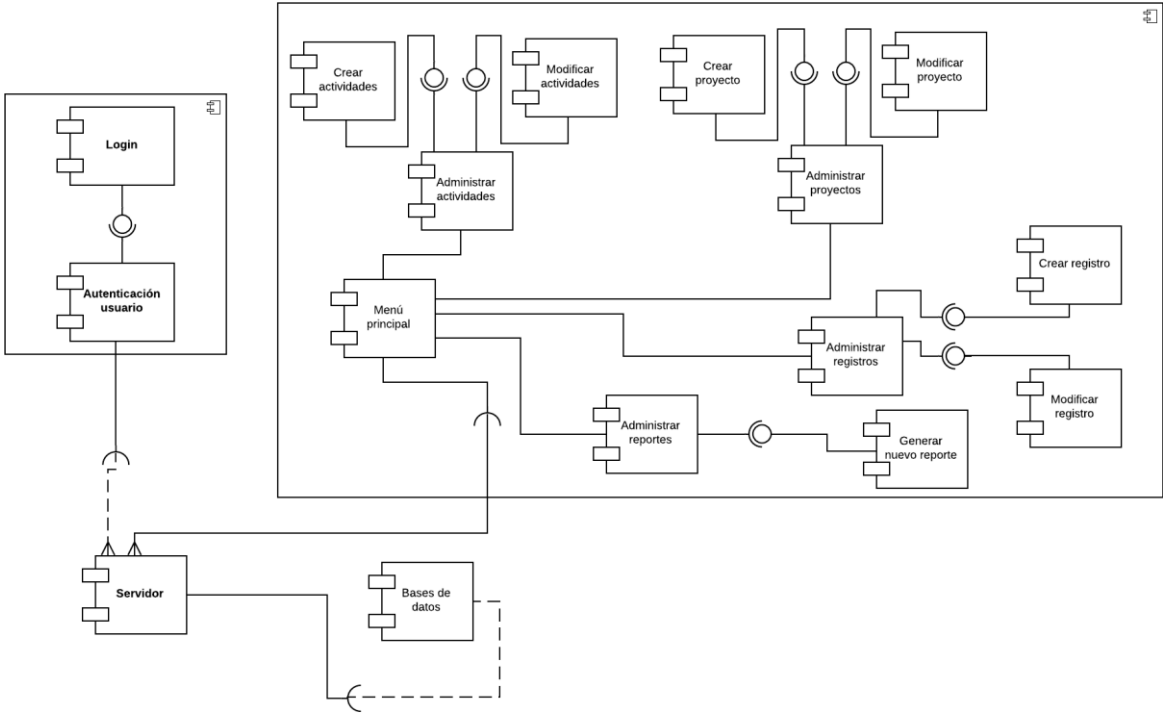 Crear
actividades
Modificar
actividades
Crear
proyecto
Modificar
proyecto
Login
Administrar
actividades
Administrar
proyectos
Autenticación
usuario
Menú
principal
Crear registro
Administrar
registros
Modificar
registro
Administrar
reportes
Generar
nuevo reporte
Servidor
Bases de
datos